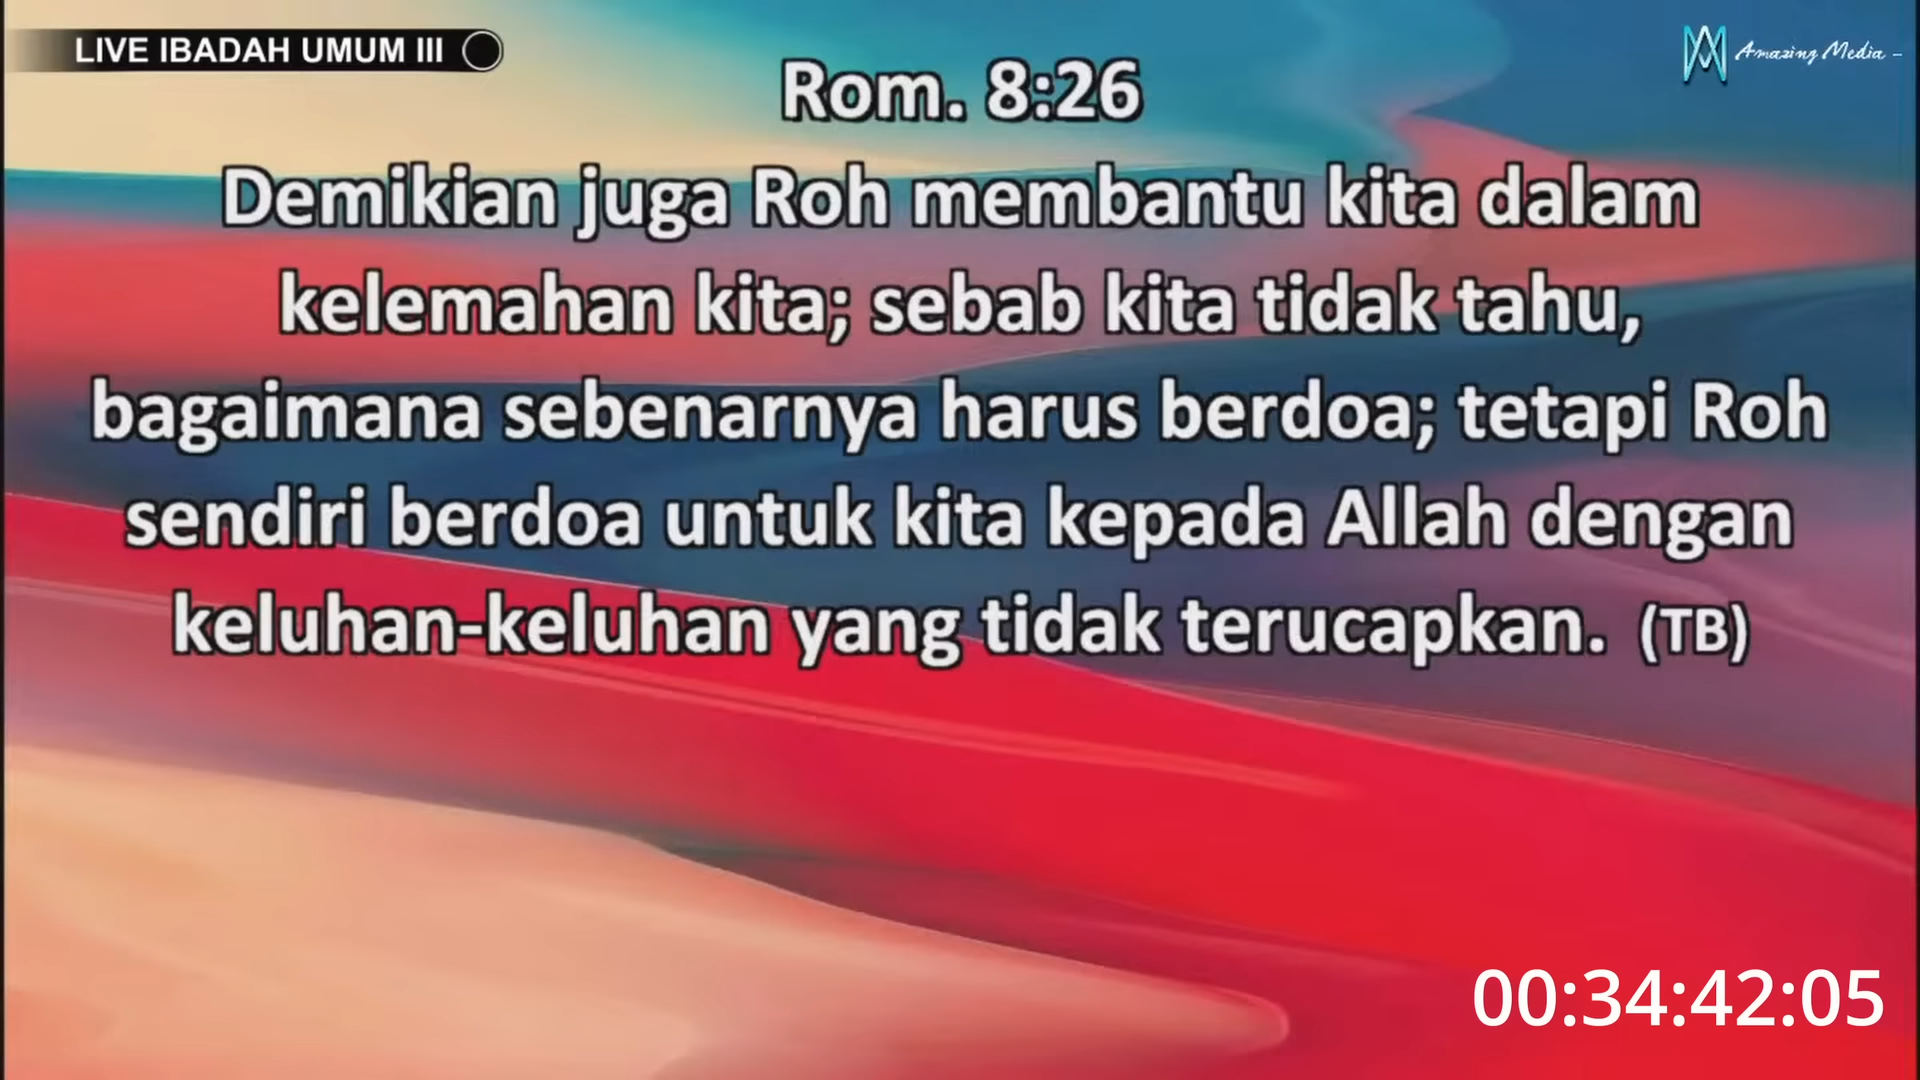 LIVE IBADAH UMUM III
Amazing Media -
Rom. 8:26
Demikian juga Roh membantu kita dalam
kelemahan kita; sebab kita tidak tahu,
bagaimana sebenarnya harus berdoa; tetapi Roh
sendiri berdoa untuk kita kepada Allah dengan
keluhan-keluhan yang tidak terucapkan. (TB)
00:34:42:05